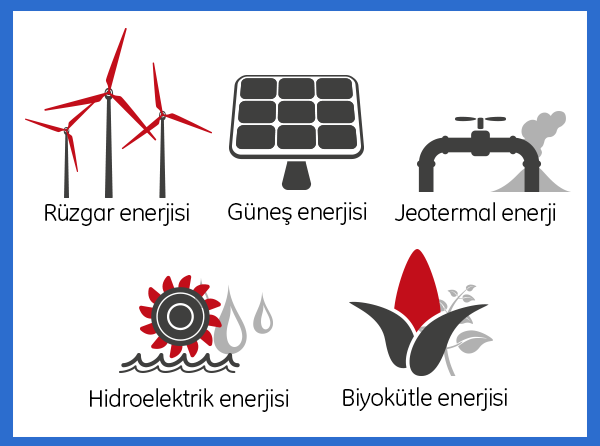 Rüzgar enerjisi
Güneş enerjisi
Jeotermal enerji
Hidroelektrik enerjisi
Biyokütle enerjisi